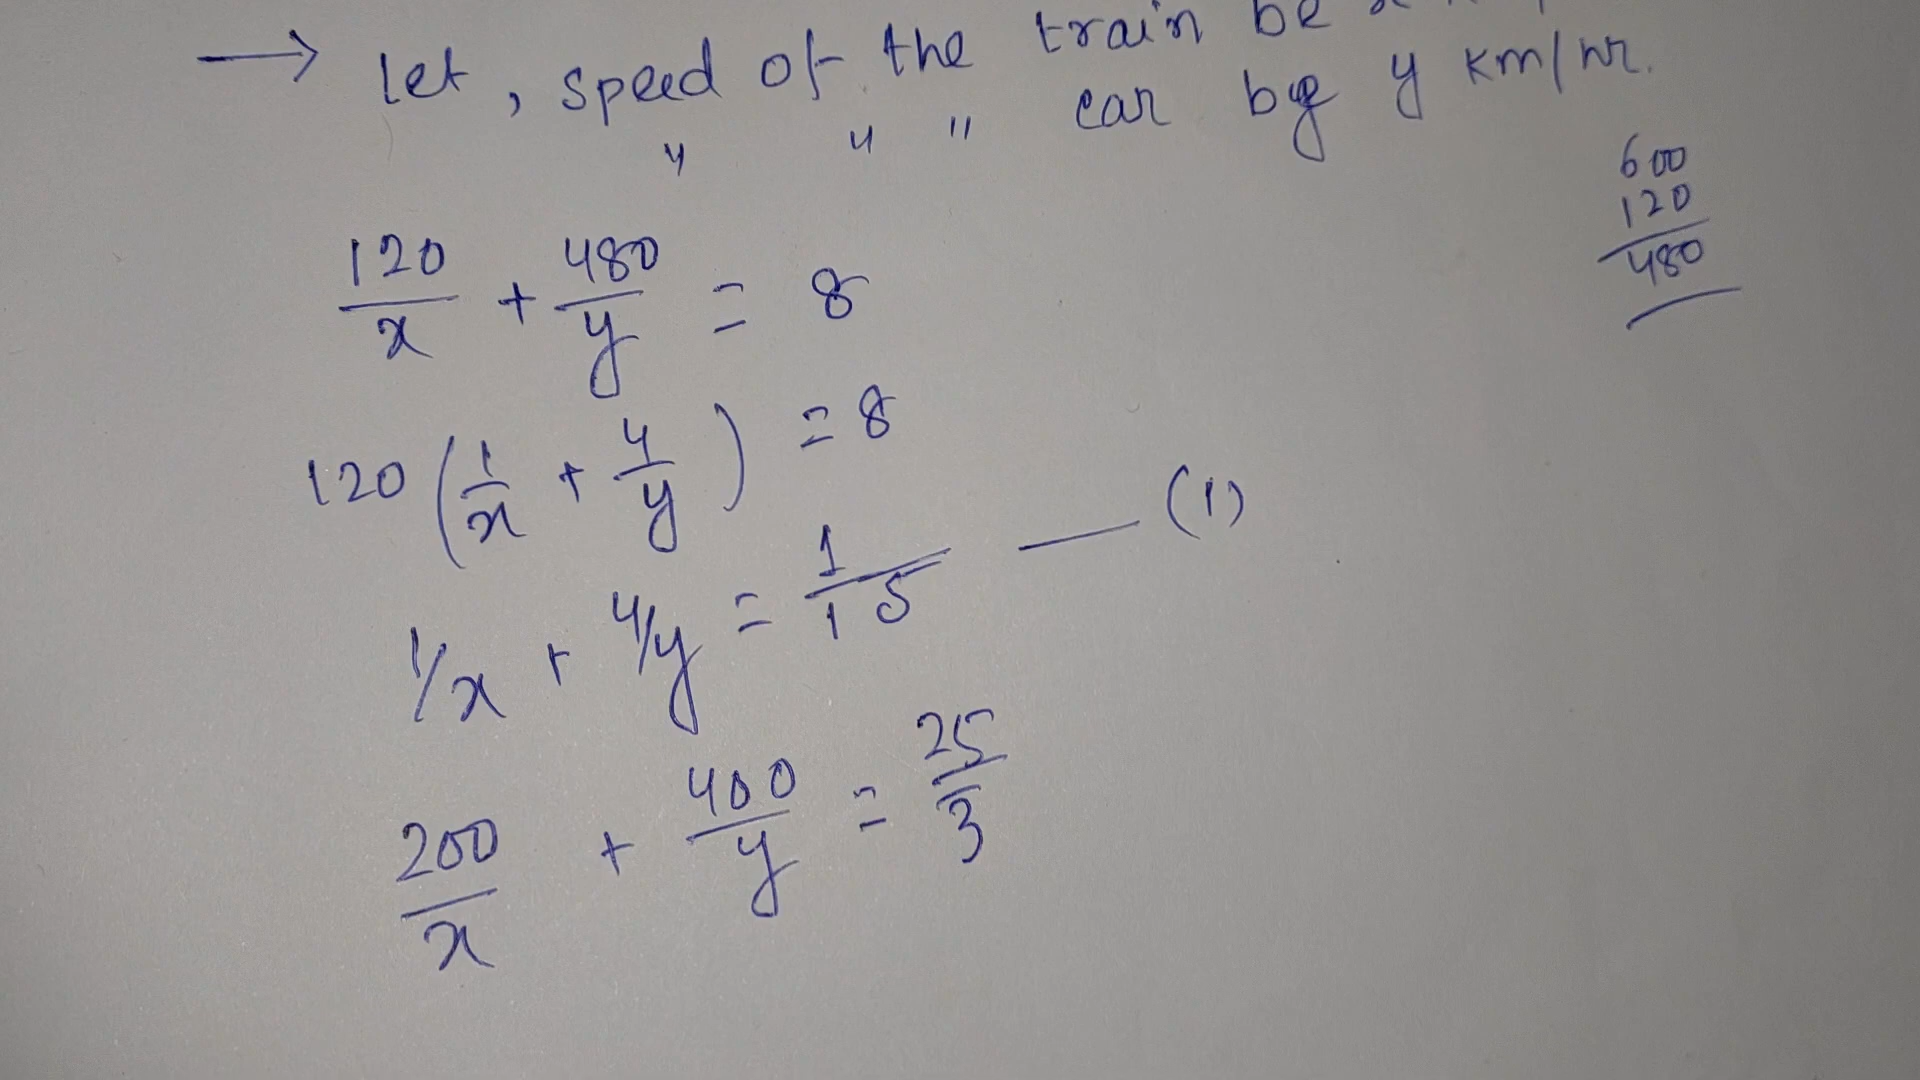 → Let, speed of the train be x
" " " car be y km/hr.
600
120
480
120/x + 480/y = 8
120 (1/x + 4/y) = 8
1/x + 4/y = 1/15 — (1)
200/x + 400/y = 25/3